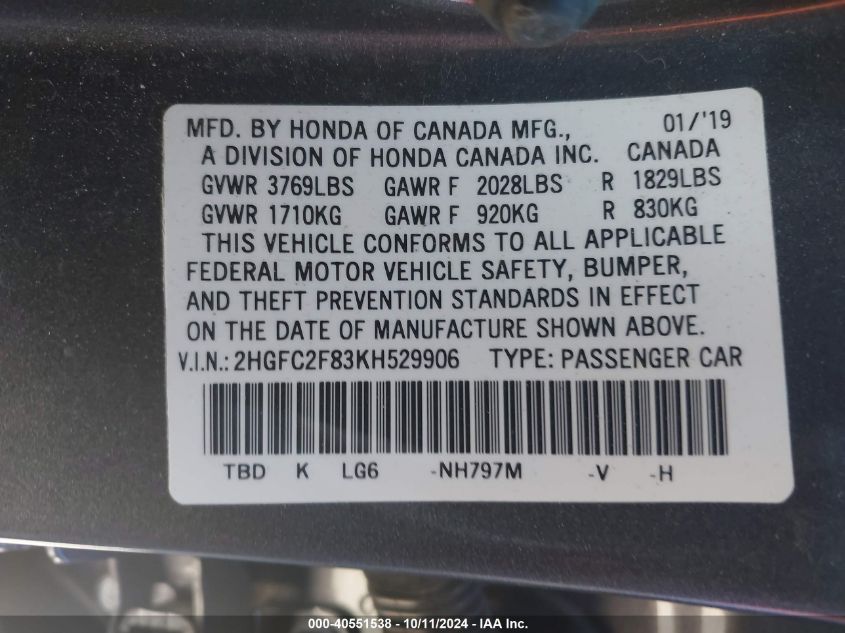 MFD. BY HONDA OF CANADA MFG., 01/'19
A DIVISION OF HONDA CANADA INC. CANADA
GVWR 3769LBS GAWR F 2028LBS R 1829LBS
GVWR 1710KG GAWR F 920KG R 830KG
THIS VEHICLE CONFORMS TO ALL APPLICABLE
FEDERAL MOTOR VEHICLE SAFETY, BUMPER,
AND THEFT PREVENTION STANDARDS IN EFFECT
ON THE DATE OF MANUFACTURE SHOWN ABOVE.
V.I.N.: 2HGFC2F83KH529906 TYPE: PASSENGER CAR
TBD K LG6 -NH797M -V -H
000-40551538 - 10/11/2024 - IAA Inc.